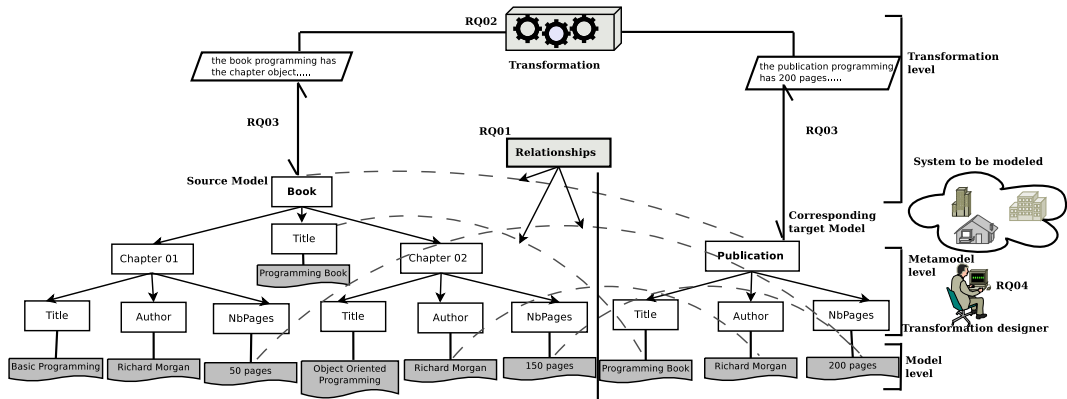 RQ02
Transformation
the book programming has
the chapter object.....
the publication programming
has 200 pages.....
Transformation
level
RQ03
RQ01
Relationships
RQ03
System to be modeled
Source Model
Book
Corresponding
target Model
Title
Chapter 01
Chapter 02
Publication
Metamodel
level
Programming Book
RQ04
Title
Author
NbPages
Title
Author
NbPages
Title
Author
NbPages
Transformation designer
Basic Programming
Richard Morgan
50 pages
Object Oriented
Programming
Richard Morgan
150 pages
Programming Book
Richard Morgan
200 pages
Model
level